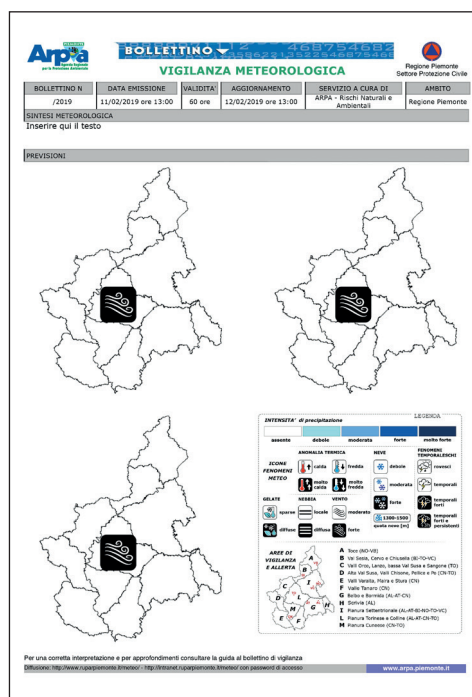 Arpa
PIEMONTE
Agenzia Regionale
per la Protezione Ambientale
BOLLETTINO
VIGILANZA METEOROLOGICA
Regione Piemonte
Settore Protezione Civile
BOLLETTINO N DATA EMISSIONE VALIDITA' AGGIORNAMENTO SERVIZIO A CURA DI AMBITO
/2019 11/02/2019 ore 13:00 60 ore 12/02/2019 ore 13:00 ARPA - Rischi Naturali e Ambientali Regione Piemonte
SINTESI METEOROLOGICA
Inserire qui il testo
PREVISIONI
LEGENDA
INTENSITA' di precipitazione
assente debole moderata forte molto forte
ICONE FENOMENI METEO
ANOMALIA TERMICA
calda fredda
molto calda molto fredda
NEVE
debole
moderata
forte
1300-1500
quota neve [m]
FENOMENI TEMPORALESCHI
rovesci
temporali
temporali forti
temporali forti e persistenti
GELATE NEBBIA VENTO
sparse locale moderato
diffuse diffusa forte
AREE DI VIGILANZA E ALLERTA
A Toce (NO-VB)
B Val Sesia, Cervo e Chiusella (BI-TO-VC)
C Valli Orco, Lanzo, bassa Val Susa e Sangone (TO)
D Alta Val Susa, Valli Chisone, Pellice e Po (CN-TO)
E Valli Varaita, Maira e Stura (CN)
F Valle Tanaro (CN)
G Belbo e Bormida (AL-AT-CN)
H Scrivia (AL)
I Pianura Settentrionale (AL-AT-BI-NO-TO-VC)
L Pianura Torinese e Colline (AL-AT-CN-TO)
M Pianura Cuneese (CN-TO)
Per una corretta interpretazione e per approfondimenti consultare la guida al bollettino di vigilanza
Diffusione: http://www.ruparpiemonte.it/meteo/ - http://intranet.ruparpiemonte.it/meteo/ con password di accesso www.arpa.piemonte.it